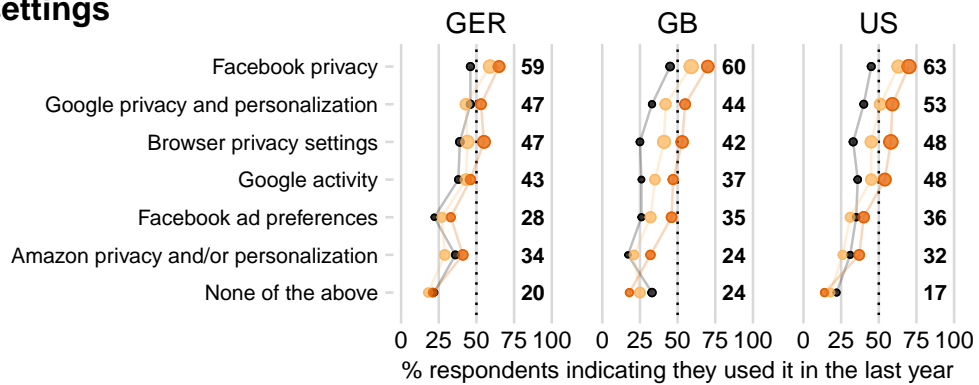 GER GB US
Facebook privacy 59 60 63
Google privacy and personalization 47 44 53
Browser privacy settings 47 42 48
Google activity 43 37 48
Facebook ad preferences 28 35 36
Amazon privacy and/or personalization 34 24 32
None of the above 20 24 17
0 25 50 75 100 0 25 50 75 100 0 25 50 75 100
% respondents indicating they used it in the last year